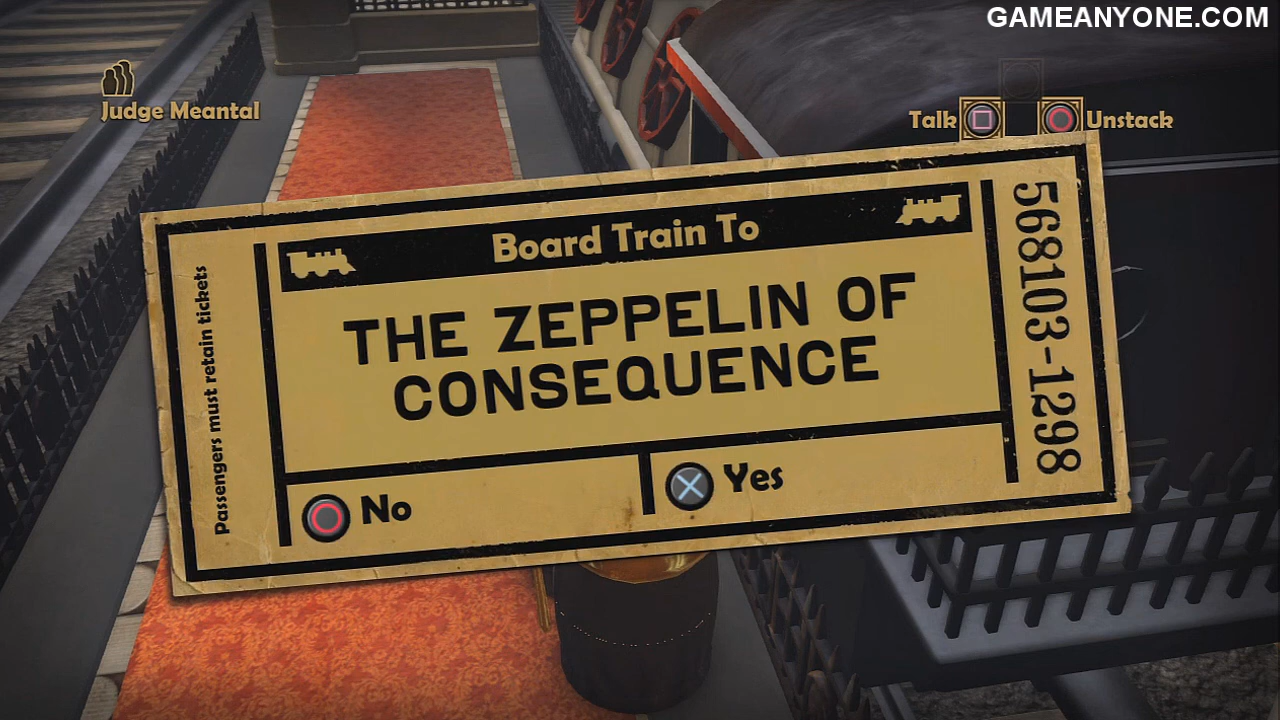 GAMEANYONE.COM
Judge Meantal
Talk
Unstack
Board Train To
THE ZEPPELIN OF
CONSEQUENCE
Passengers must retain tickets
568103-1298
No
Yes